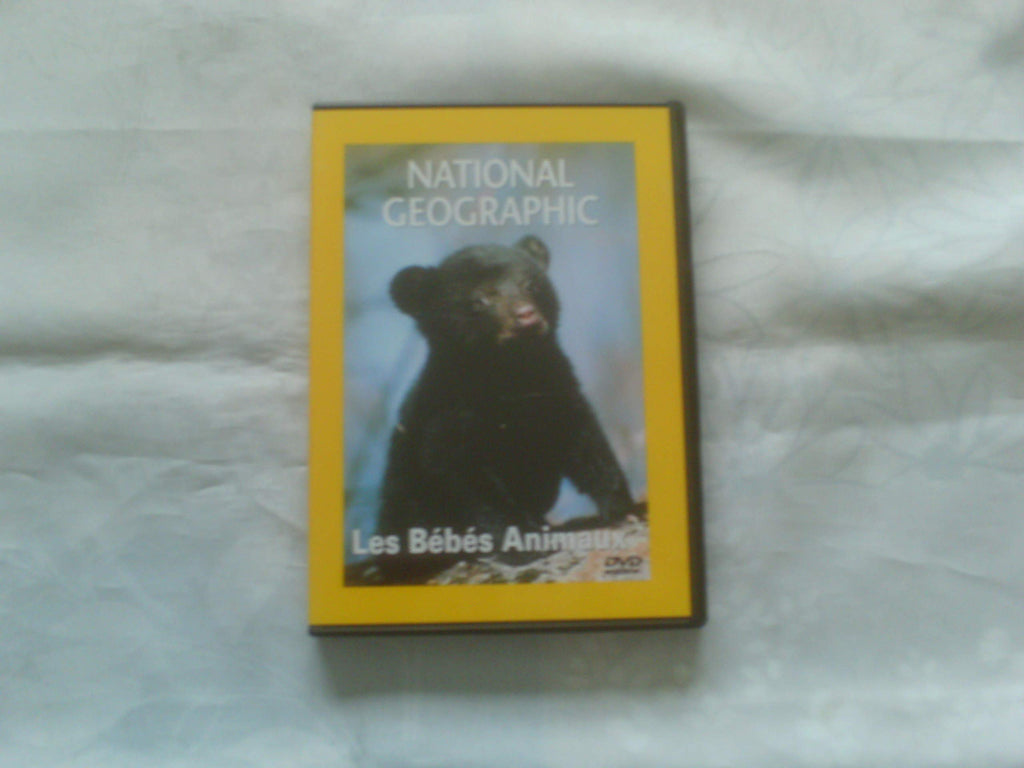 NATIONAL
GEOGRAPHIC
Les Bébés Animaux
DVD